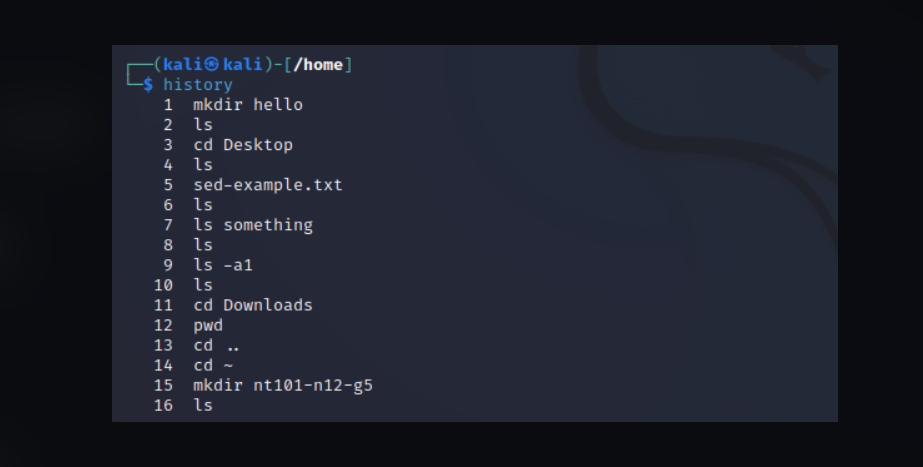 ┌──(kali㉿kali)-[/home]
└─$ history
1 mkdir hello
2 ls
3 cd Desktop
4 ls
5 sed-example.txt
6 ls
7 ls something
8 ls
9 ls -a1
10 ls
11 cd Downloads
12 pwd
13 cd ..
14 cd ~
15 mkdir nt101-n12-g5
16 ls